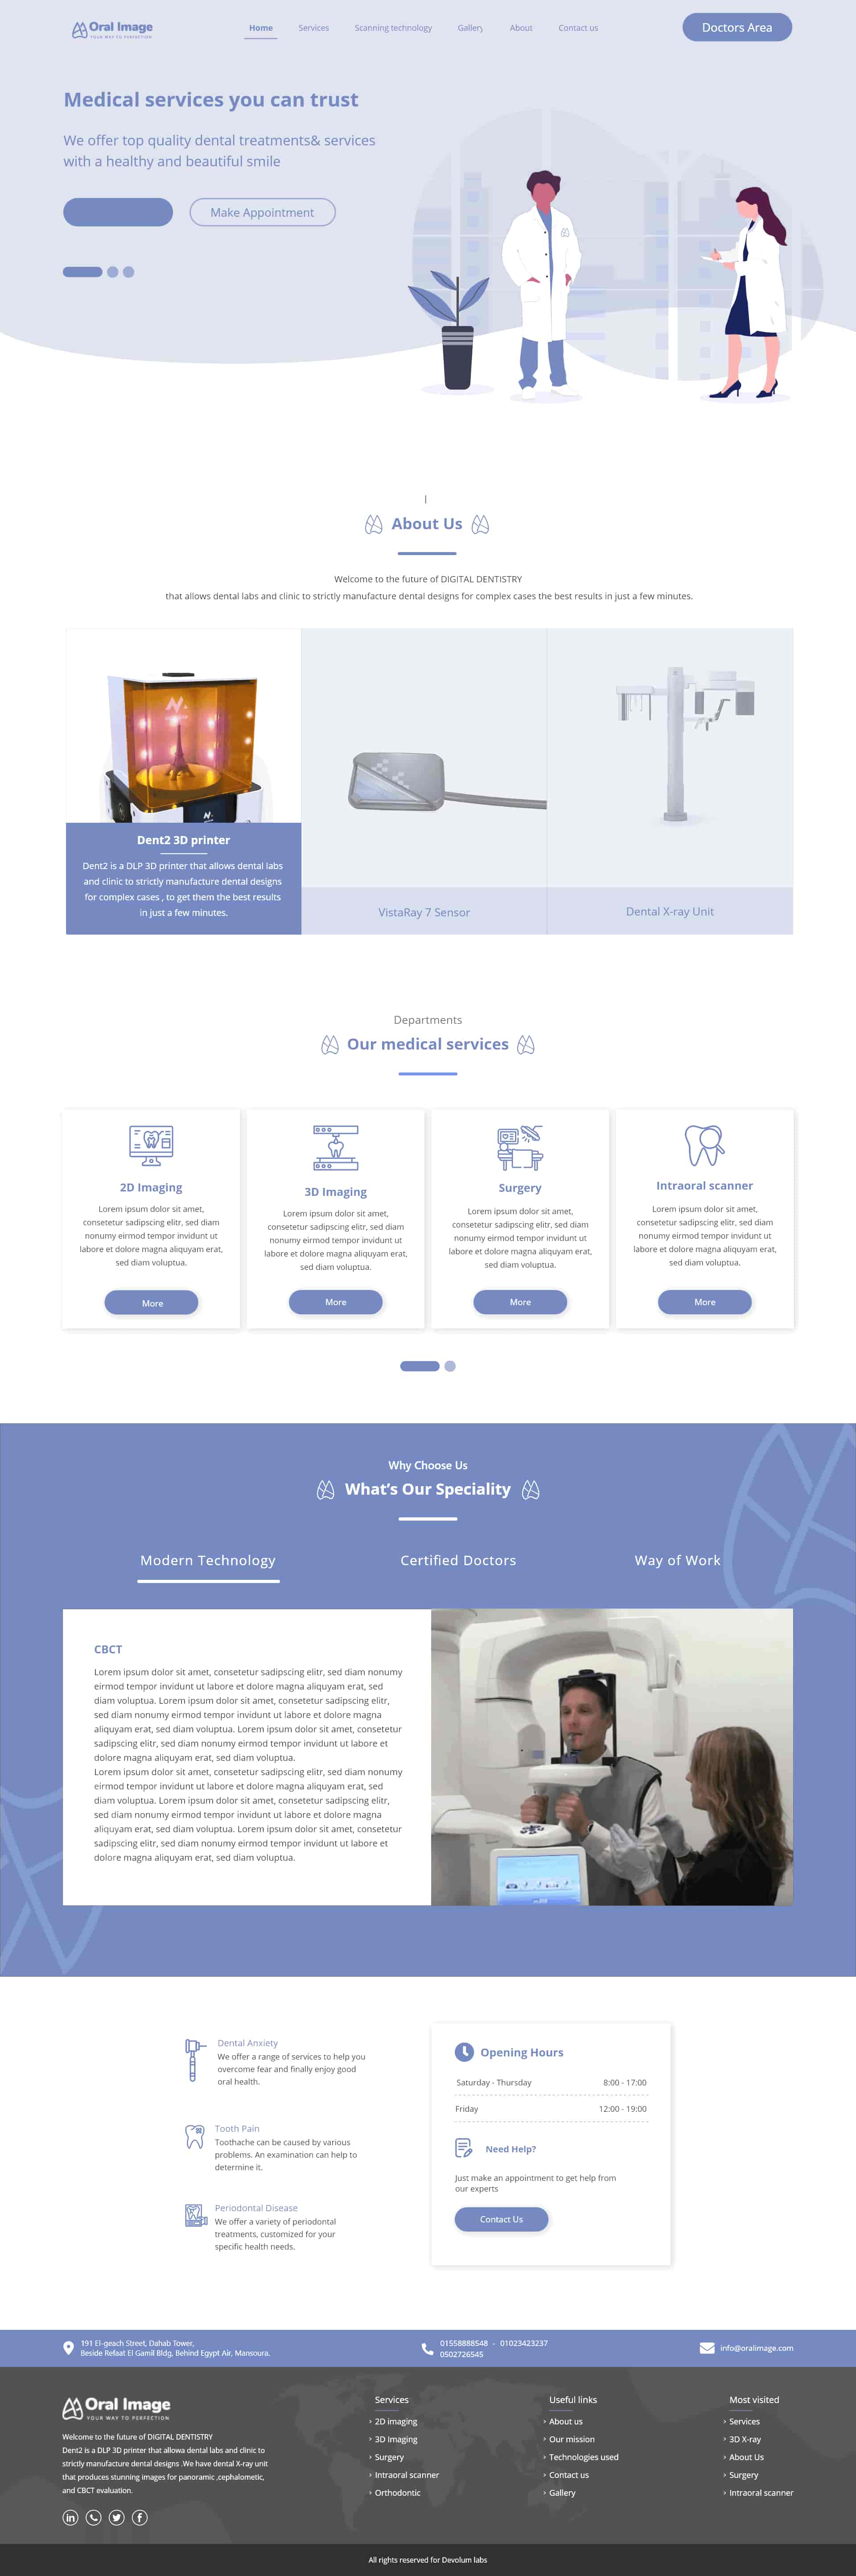 Oral Image
YOUR WAY TO PERFECTION
Home
Services
Scanning technology
Gallery
About
Contact us
Doctors Area
Medical services you can trust
We offer top quality dental treatments& services
with a healthy and beautiful smile
Make Appointment
About Us
Welcome to the future of DIGITAL DENTISTRY
that allows dental labs and clinic to strictly manufacture dental designs for complex cases the best results in just a few minutes.
Dent2 3D printer
Dent2 is a DLP 3D printer that allows dental labs
and clinic to strictly manufacture dental designs
for complex cases , to get them the best results
in just a few minutes.
VistaRay 7 Sensor
Dental X-ray Unit
Departments
Our medical services
2D Imaging
Lorem ipsum dolor sit amet,
consetetur sadipscing elitr, sed diam
nonumy eirmod tempor invidunt ut
labore et dolore magna aliquyam erat,
sed diam voluptua.
More
3D Imaging
Lorem ipsum dolor sit amet,
consetetur sadipscing elitr, sed diam
nonumy eirmod tempor invidunt ut
labore et dolore magna aliquyam erat,
sed diam voluptua.
More
Surgery
Lorem ipsum dolor sit amet,
consetetur sadipscing elitr, sed diam
nonumy eirmod tempor invidunt ut
labore et dolore magna aliquyam erat,
sed diam voluptua.
More
Intraoral scanner
Lorem ipsum dolor sit amet,
consetetur sadipscing elitr, sed diam
nonumy eirmod tempor invidunt ut
labore et dolore magna aliquyam erat,
sed diam voluptua.
More
Why Choose Us
What's Our Speciality
Modern Technology
Certified Doctors
Way of Work
CBCT
Lorem ipsum dolor sit amet, consetetur sadipscing elitr, sed diam nonumy
eirmod tempor invidunt ut labore et dolore magna aliquyam erat, sed
diam voluptua. Lorem ipsum dolor sit amet, consetetur sadipscing elitr,
sed diam nonumy eirmod tempor invidunt ut labore et dolore magna
aliquyam erat, sed diam voluptua. Lorem ipsum dolor sit amet, consetetur
sadipscing elitr, sed diam nonumy eirmod tempor invidunt ut labore et
dolore magna aliquyam erat, sed diam voluptua.
Lorem ipsum dolor sit amet, consetetur sadipscing elitr, sed diam nonumy
eirmod tempor invidunt ut labore et dolore magna aliquyam erat, sed
diam voluptua. Lorem ipsum dolor sit amet, consetetur sadipscing elitr,
sed diam nonumy eirmod tempor invidunt ut labore et dolore magna
aliquyam erat, sed diam voluptua. Lorem ipsum dolor sit amet, consetetur
sadipscing elitr, sed diam nonumy eirmod tempor invidunt ut labore et
dolore magna aliquyam erat, sed diam voluptua.
Dental Anxiety
We offer a range of services to help you
overcome fear and finally enjoy good
oral health.
Tooth Pain
Toothache can be caused by various
problems. An examination can help to
determine it.
Periodontal Disease
We offer a variety of periodontal
treatments, customized for your
specific health needs.
Opening Hours
Saturday - Thursday 8:00 - 17:00
Friday 12:00 - 19:00
Need Help?
Just make an appointment to get help from
our experts
Contact Us
191 El-geach Street, Dahab Tower,
Beside Refaat El Gamil Bldg, Behind Egypt Air, Mansoura.
01558888548 - 01023423237
0502726545
info@oralimage.com
Oral Image
YOUR WAY TO PERFECTION
Welcome to the future of DIGITAL DENTISTRY
Dent2 is a DLP 3D printer that allowa dental labs and clinic to
strictly manufacture dental designs .We have dental X-ray unit
that produces stunning images for panoramic ,cephalometic,
and CBCT evaluation.
Services
2D imaging
3D Imaging
Surgery
Intraoral scanner
Orthodontic
Useful links
About us
Our mission
Technologies used
Contact us
Gallery
Most visited
Services
3D X-ray
About Us
Surgery
Intraoral scanner
All rights reserved for Devolum labs